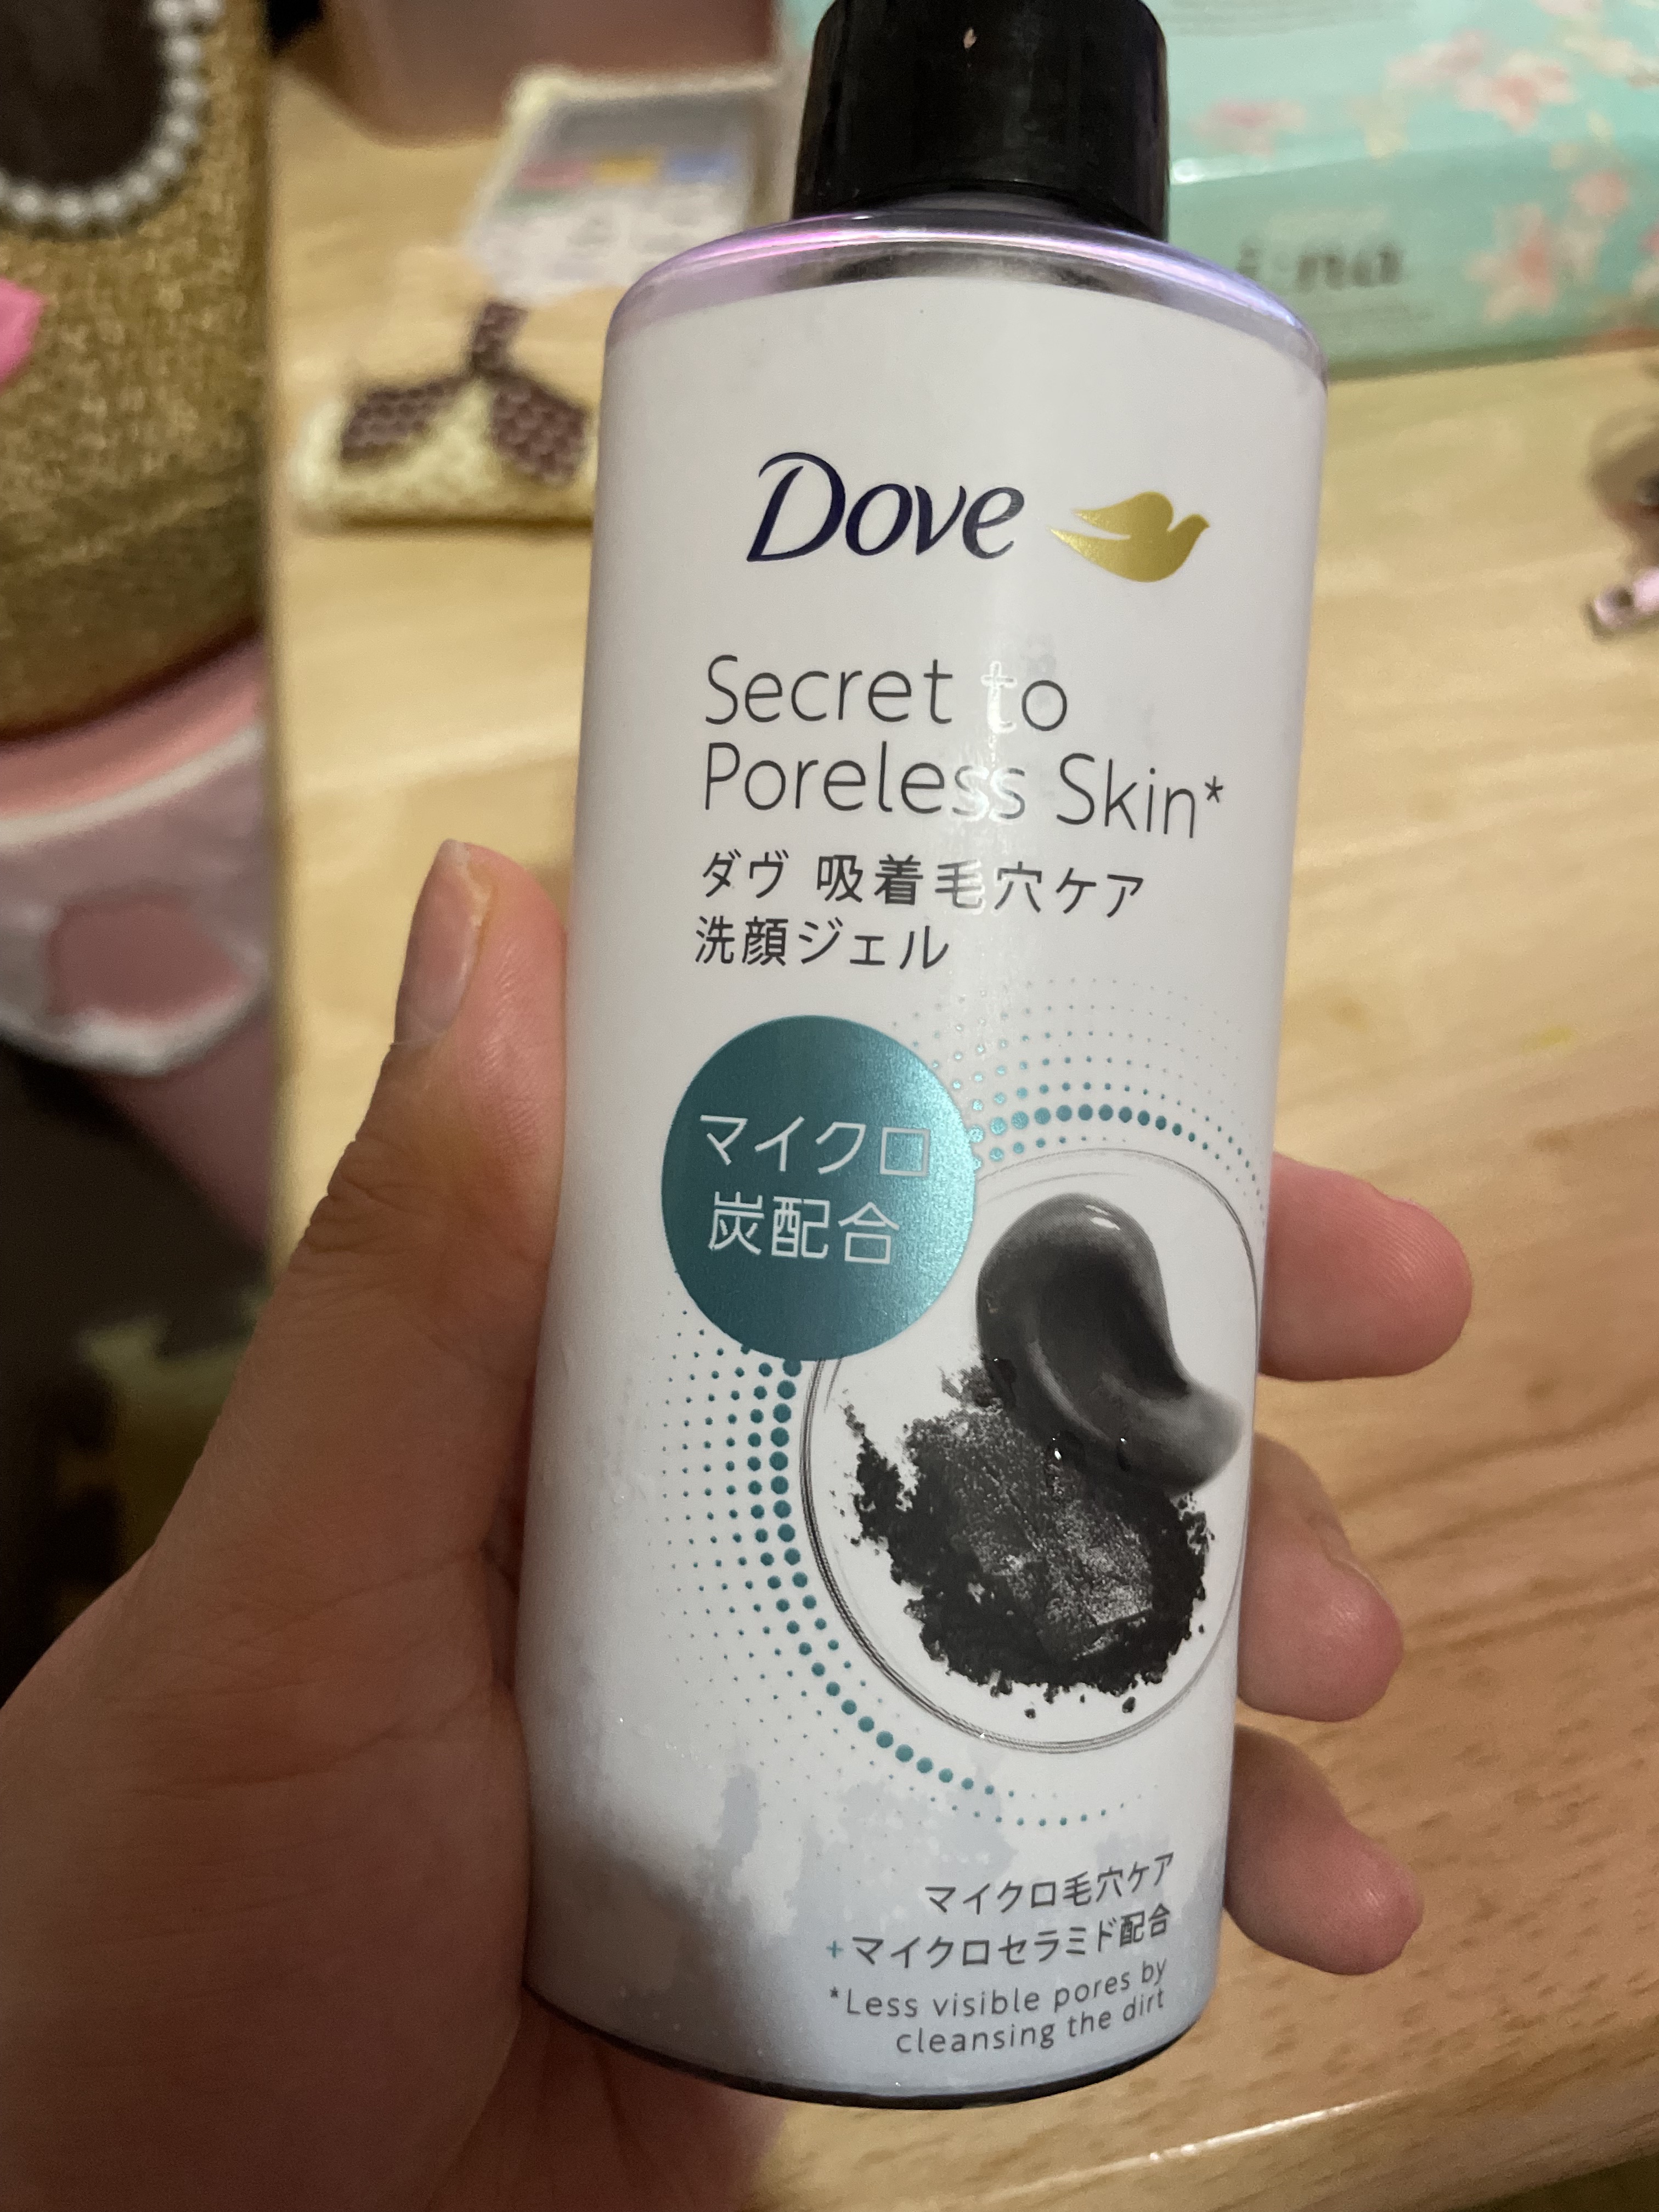 Dove
Secret to
Poreless Skin*
ダヴ 吸着毛穴ケア
洗顔ジェル
マイクロ
炭配合
マイクロ毛穴ケア
+マイクロセラミド配合
*Less visible pores by
cleansing the dirt